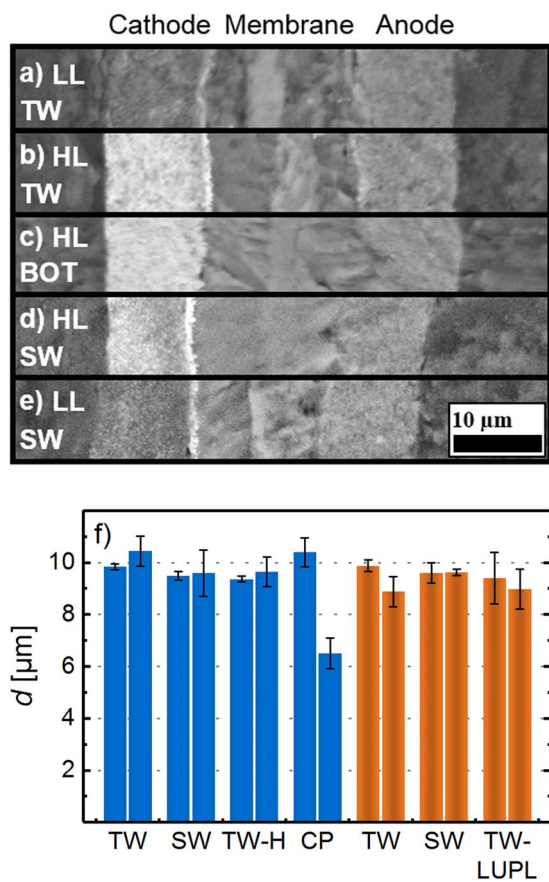 Cathode Membrane Anode
a) LL
TW
b) HL
TW
c) HL
BOT
d) HL
SW
e) LL
SW
10 µm
f)
10
8
6
4
2
d [µm]
TW SW TW-H CP TW SW TW-
LUPL